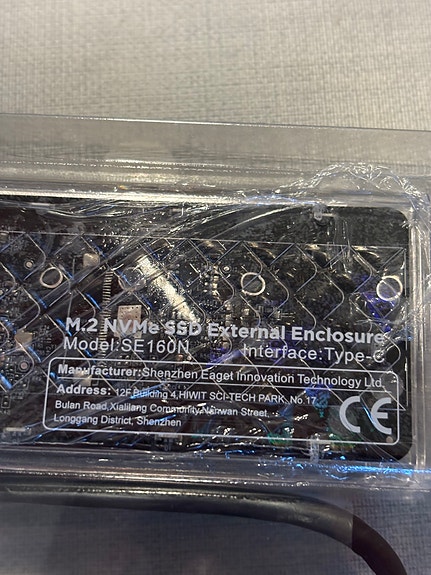 M.2 NVMe SSD External Enclosure
Model:SE160N Interface:Type-C
Manufacturer:Shenzhen Eaget Innovation Technology Ltd.
Address: 12F,Building 4,HIWIT SCI-TECH PARK, No.17,
Bulan Road,Xialilang Community,Nanwan Street,
Longgang District, Shenzhen
CE